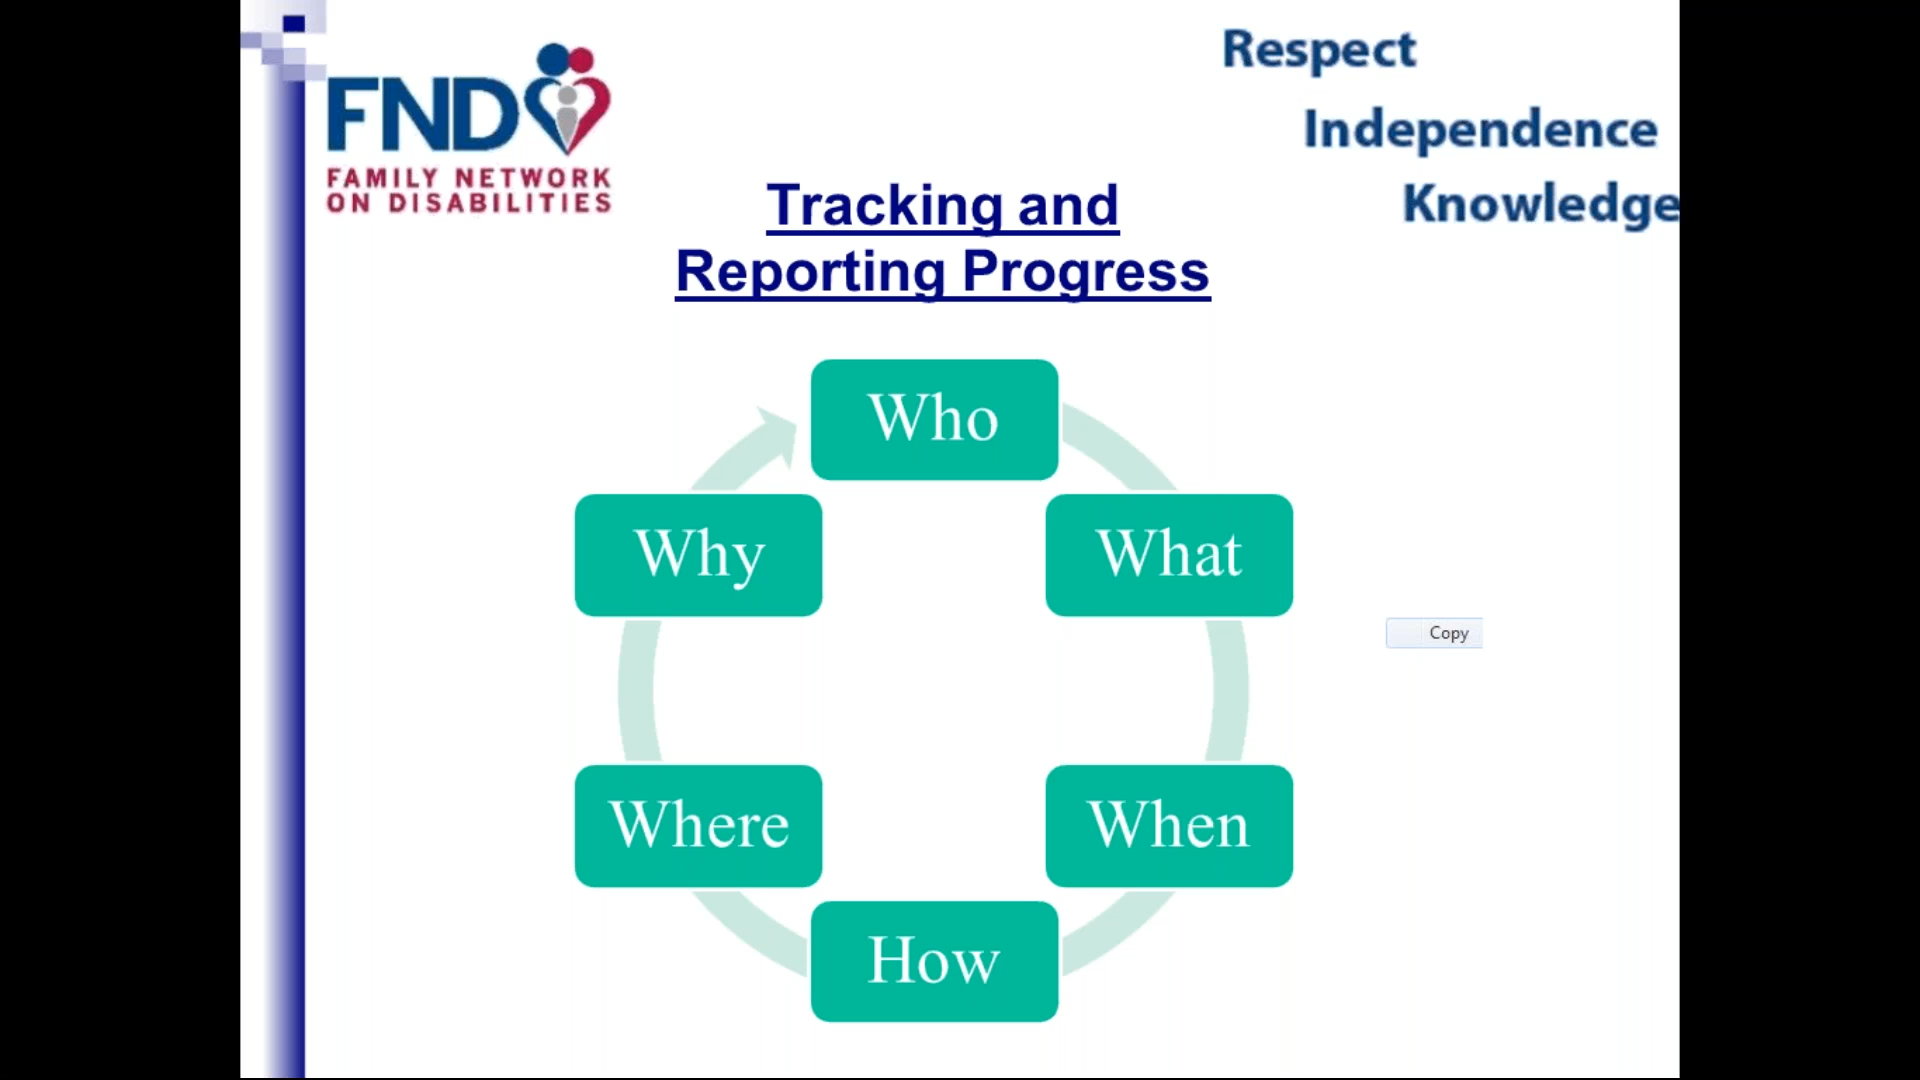 FND
FAMILY NETWORK
ON DISABILITIES
Respect
Independence
Knowledge
Tracking and
Reporting Progress
Who
What
When
How
Where
Why
Copy